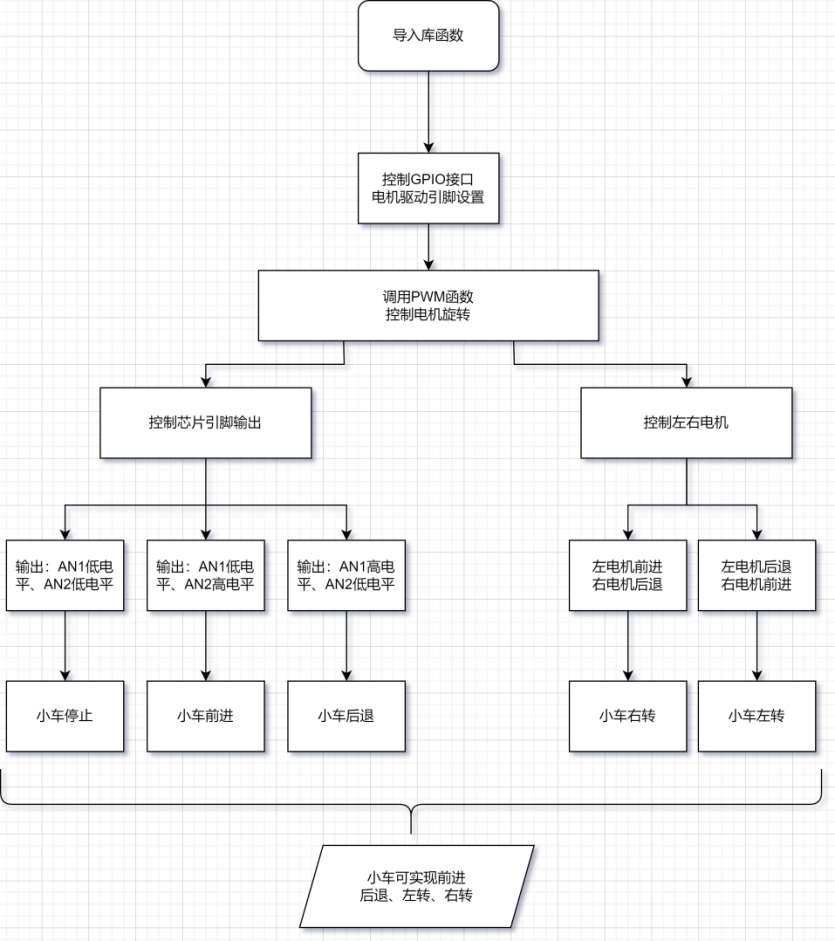 导入库函数
控制GPIO接口
电机驱动引脚设置
调用PWM函数
控制电机旋转
控制芯片引脚输出
控制左右电机
输出：AN1低电
平、AN2低电平
输出：AN1低电
平、AN2高电平
输出：AN1高电
平、AN2低电平
左电机前进
右电机后退
左电机后退
右电机前进
小车停止
小车前进
小车后退
小车右转
小车左转
小车可实现前进
后退、左转、右转